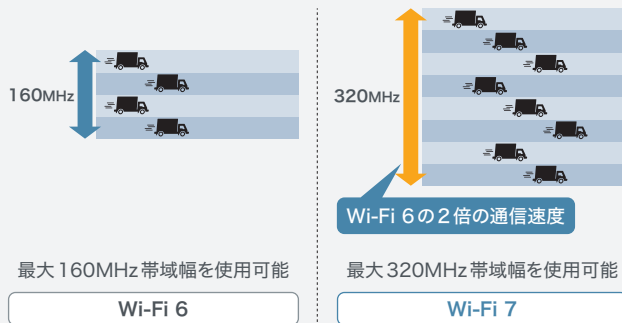 160MHz
最大160MHz帯域幅を使用可能
Wi-Fi 6
320MHz
Wi-Fi 6の2倍の通信速度
最大320MHz帯域幅を使用可能
Wi-Fi 7